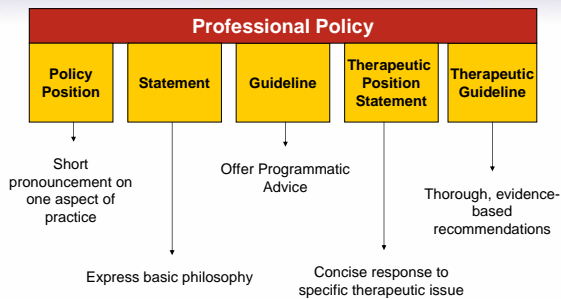 Professional Policy
Policy
Position
Statement
Guideline
Therapeutic
Position
Statement
Therapeutic
Guideline
Short
pronouncement on
one aspect of
practice
Express basic philosophy
Offer Programmatic
Advice
Concise response to
specific therapeutic issue
Thorough, evidence-
based
recommendations